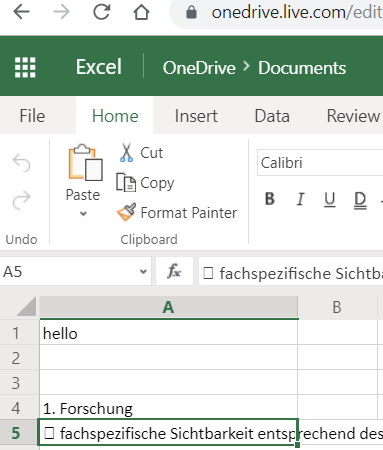 onedrive.live.com/edit
Excel
OneDrive > Documents
File Home Insert Data Review
Paste
Cut
Copy
Format Painter
Undo
Clipboard
Calibri
B I U D
A5
fx
▯ fachspezifische Sichtba
A B
1 hello
2
3
4 1. Forschung
5 ▯ fachspezifische Sichtbarkeit entsprechend des